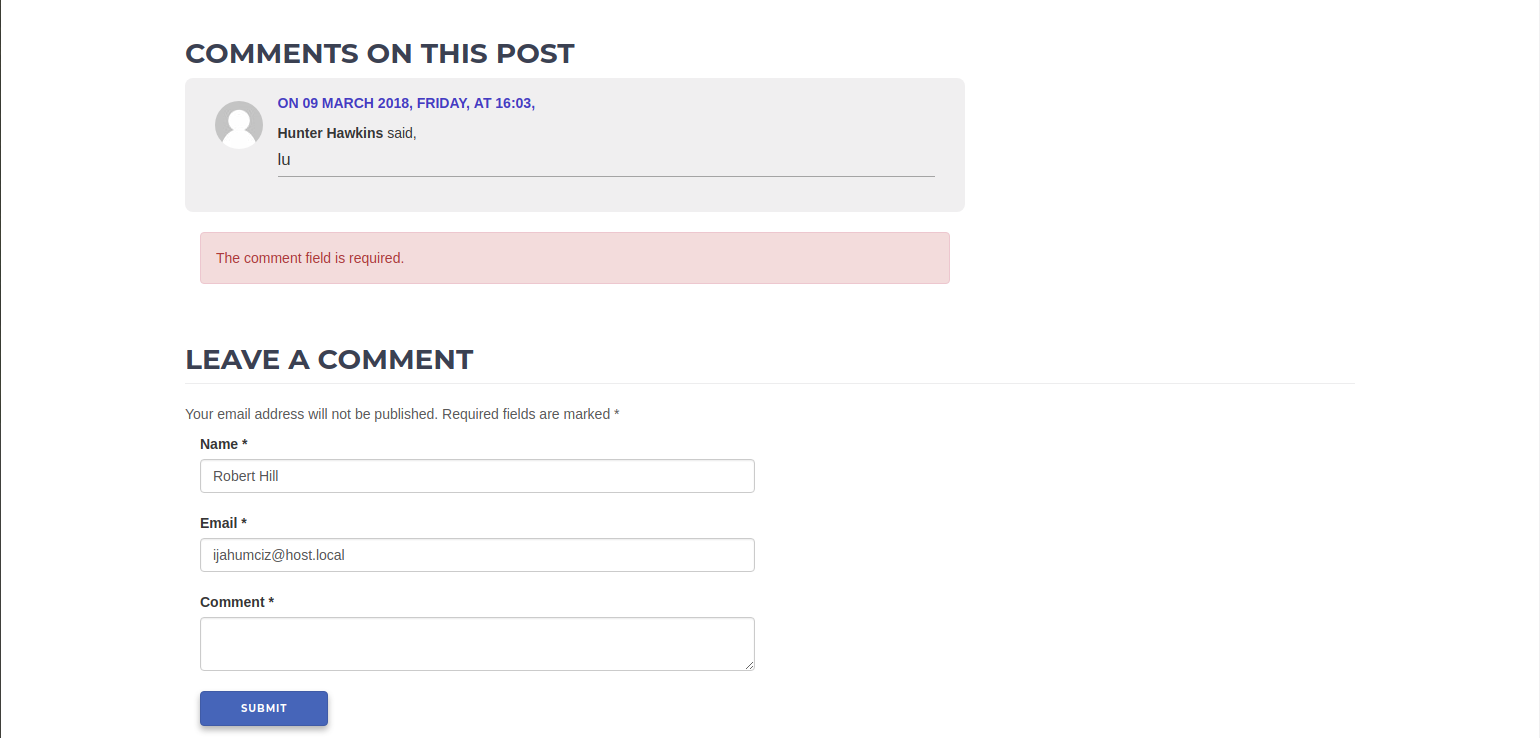 COMMENTS ON THIS POST
ON 09 MARCH 2018, FRIDAY, AT 16:03,
Hunter Hawkins said,
lu
The comment field is required.
LEAVE A COMMENT
Your email address will not be published. Required fields are marked *
Name *
Robert Hill
Email *
ijahumciz@host.local
Comment *
SUBMIT